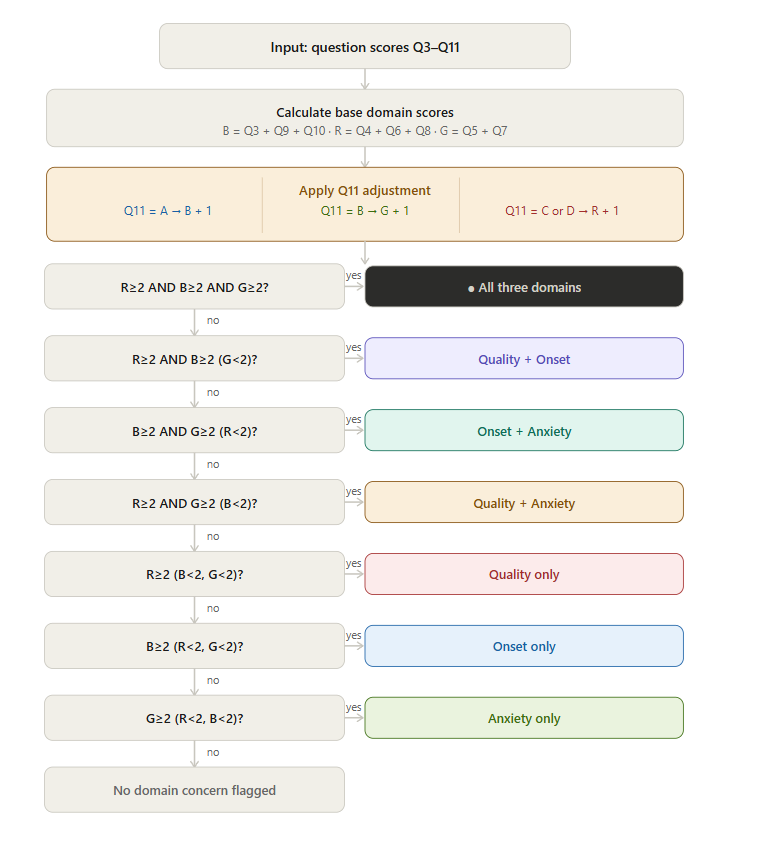 Input: question scores Q3–Q11
Calculate base domain scores
B = Q3 + Q9 + Q10 · R = Q4 + Q6 + Q8 · G = Q5 + Q7
Apply Q11 adjustment
Q11 = A → B + 1
Q11 = B → G + 1
Q11 = C or D → R + 1
R≥2 AND B≥2 AND G≥2?
yes
● All three domains
no
R≥2 AND B≥2 (G<2)?
yes
Quality + Onset
no
B≥2 AND G≥2 (R<2)?
yes
Onset + Anxiety
no
R≥2 AND G≥2 (B<2)?
yes
Quality + Anxiety
no
R≥2 (B<2, G<2)?
yes
Quality only
no
B≥2 (R<2, G<2)?
yes
Onset only
no
G≥2 (R<2, B<2)?
yes
Anxiety only
no
No domain concern flagged